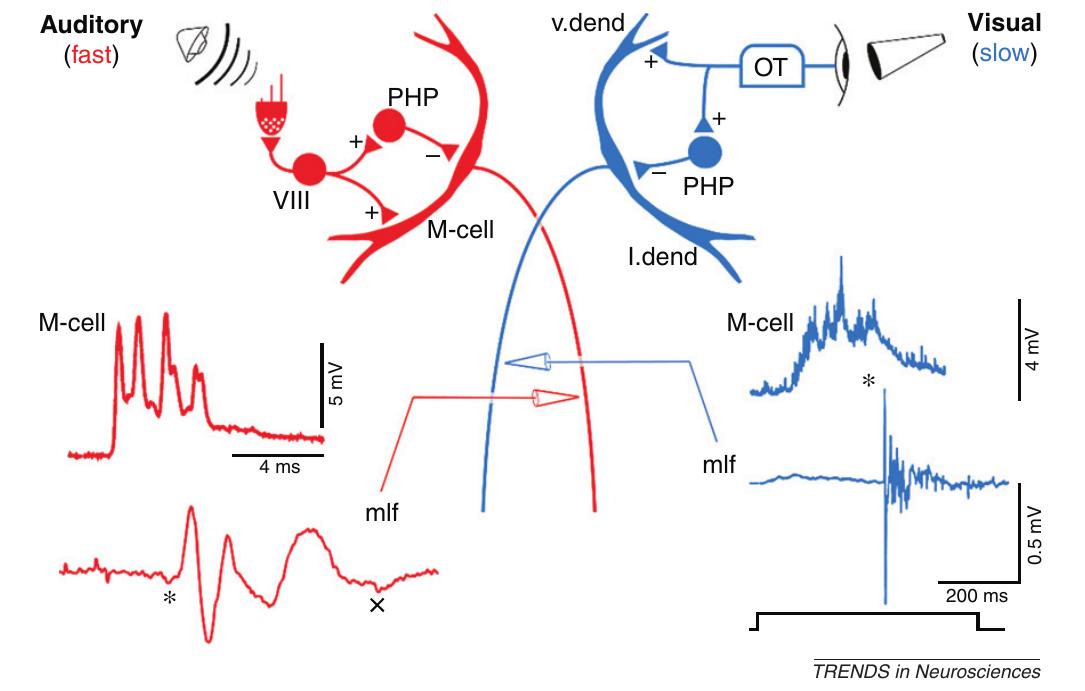 Auditory
(fast)
v.dend
Visual
(slow)
OT
PHP
+
+
−
+
+
−
PHP
VIII
M-cell
l.dend
M-cell
5 mV
4 ms
M-cell
4 mV
*
mlf
mlf
*
×
0.5 mV
200 ms
TRENDS in Neurosciences